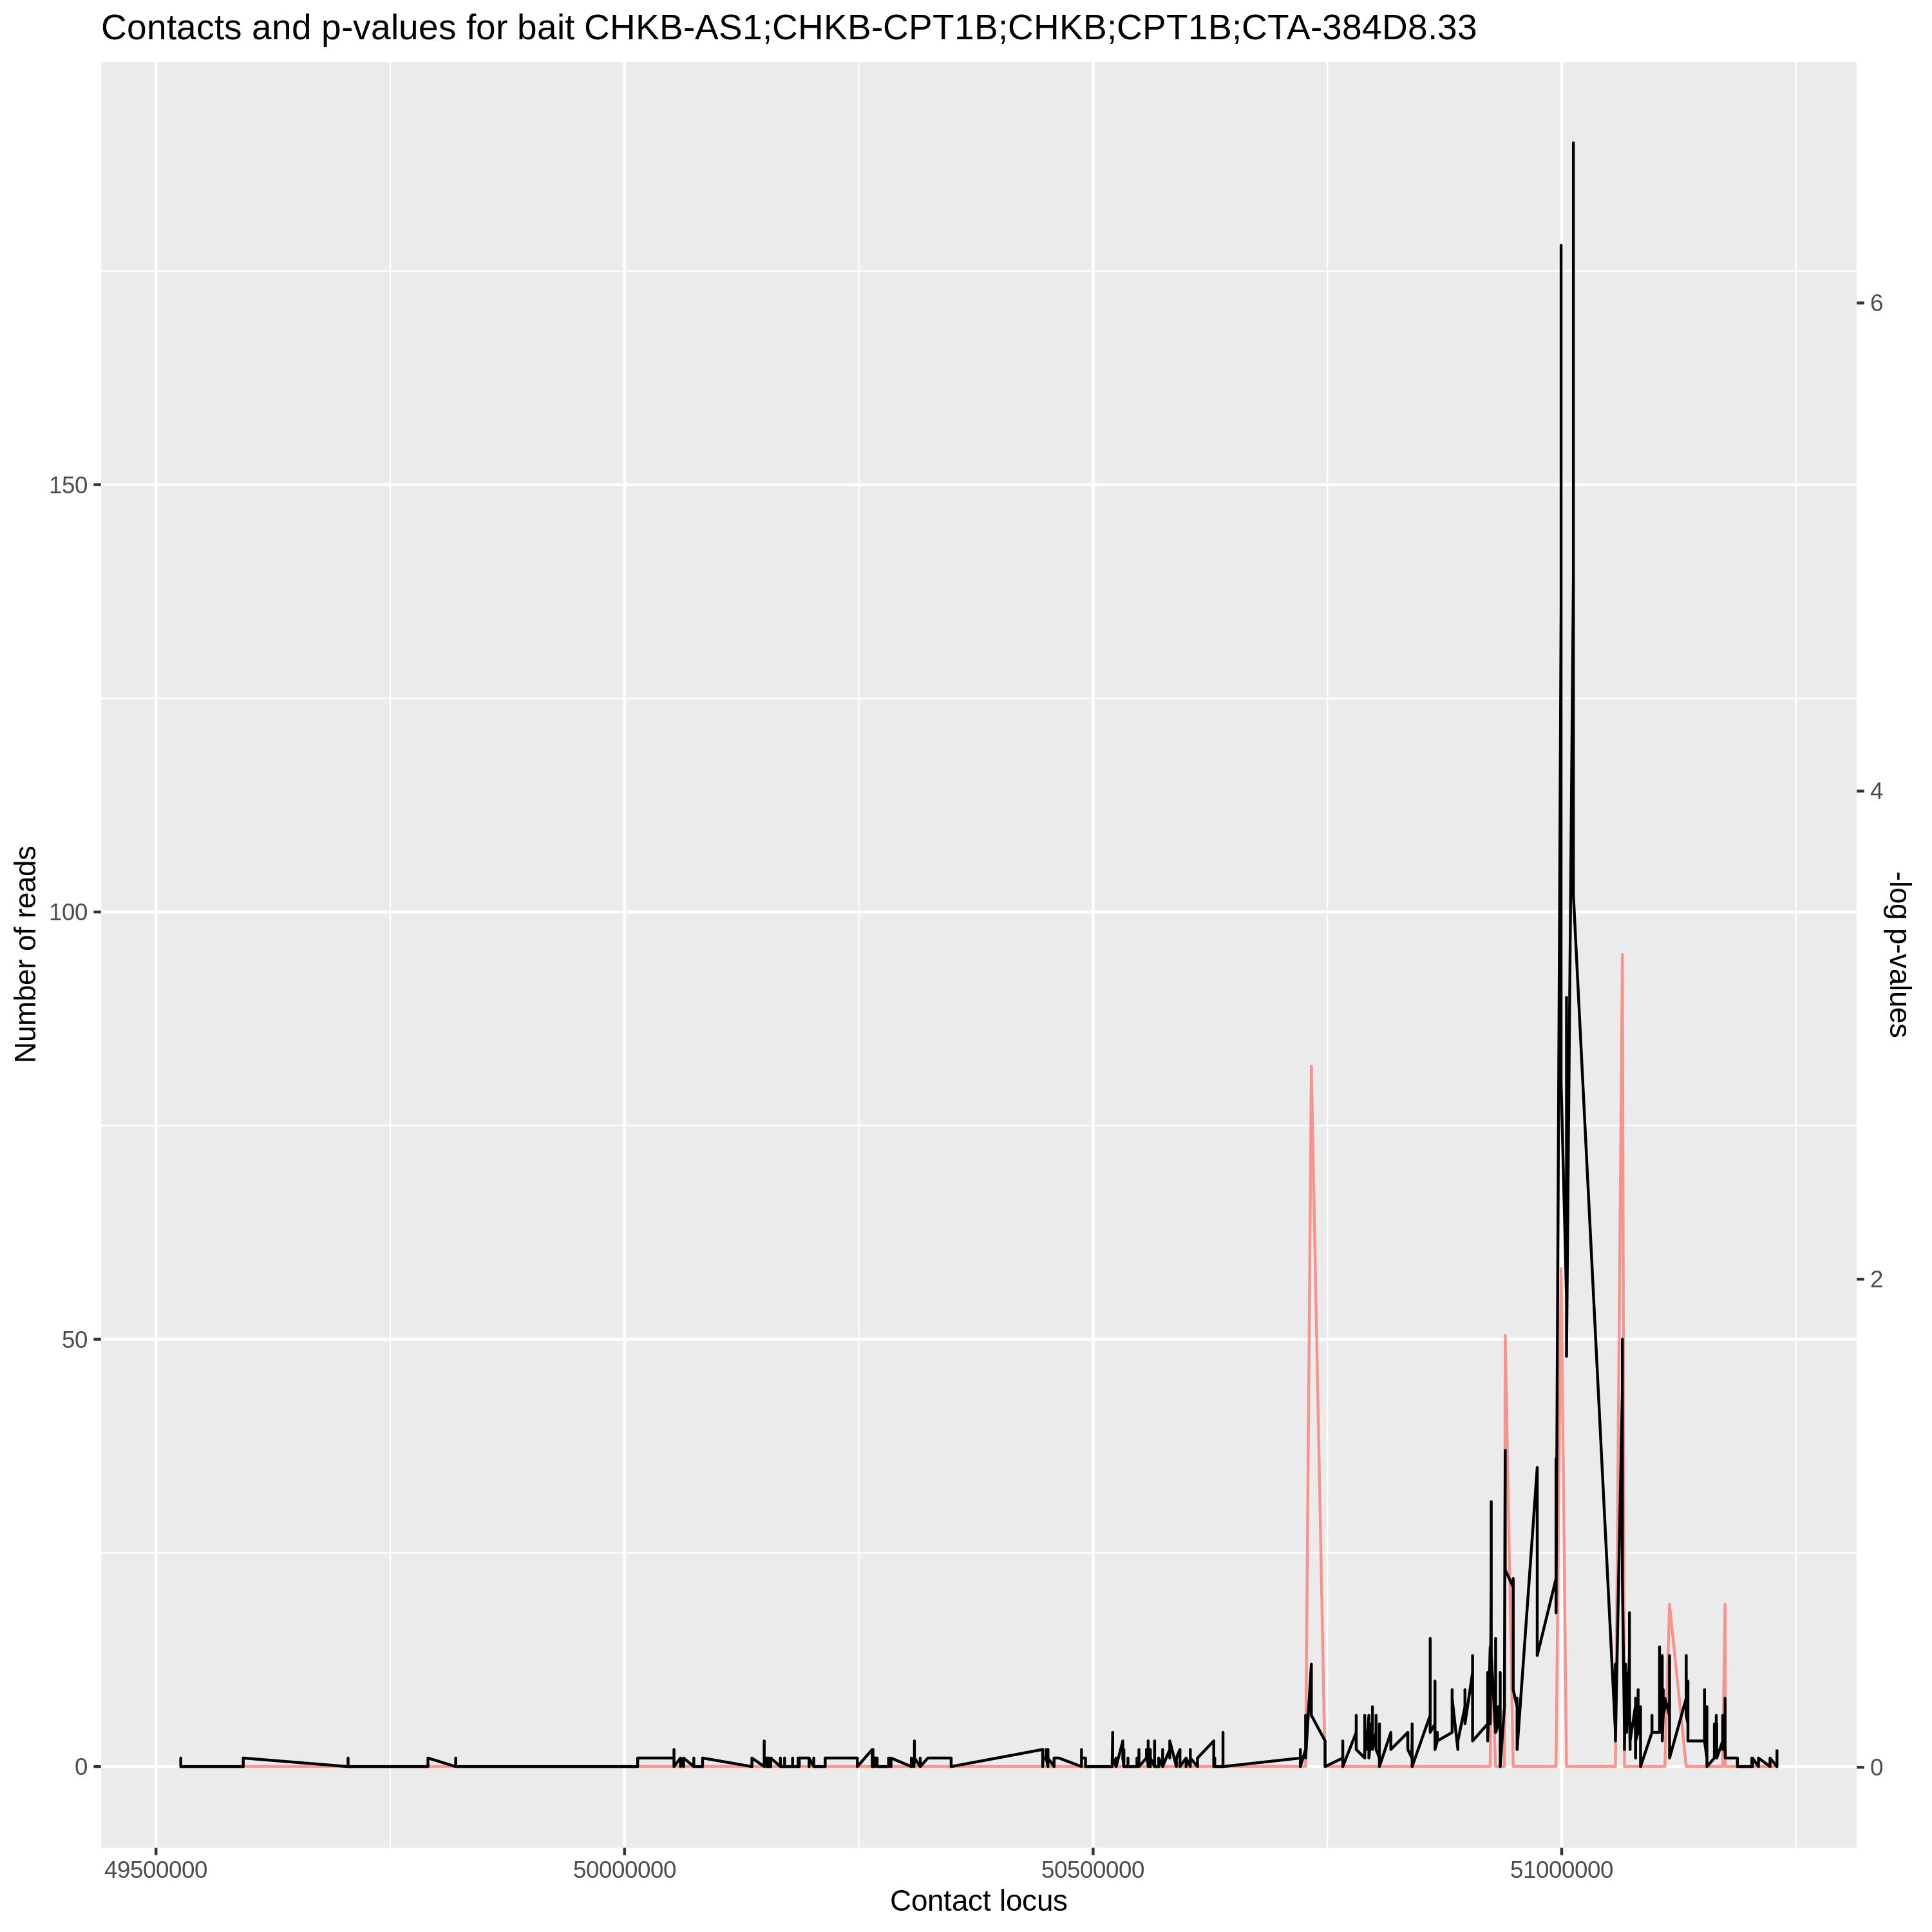 Contacts and p-values for bait CHKB-AS1;CHKB-CPT1B;CHKB;CPT1B;CTA-384D8.33
Number of reads
150
100
50
0
6
4
2
0
-log p-values
49500000 50000000 50500000 51000000
Contact locus